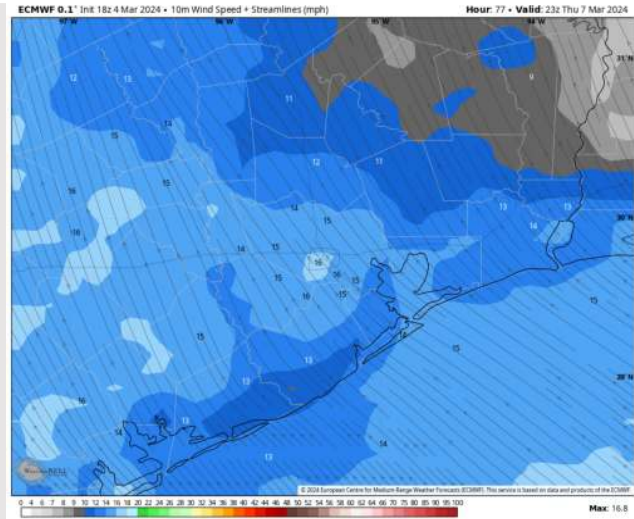 ECMWF 0.1° Init 18z 4 Mar 2024 • 10m Wind Speed + Streamlines (mph) Hour: 77 • Valid: 23z Thu 7 Mar 2024
97°W 96°W 95°W 94°W
31°N
12 13 9
11
14
15
12 11
15
16 13 13
14 30°N
15 14
16
14 15
16
16 15
15
16 15 15
15 14 15
13
29°N
13
16
14 13
14
13
© 2024 European Centre for Medium-Range Weather Forecasts (ECMWF). This service is based on data and products of the ECMWF.
0 4 6 7 8 9 10 12 14 16 18 20 22 24 26 28 30 32 34 36 38 40 42 44 46 48 50 52 54 56 58 60 62 64 66 68 70 75 80 85 90 95 100 Max: 16.8